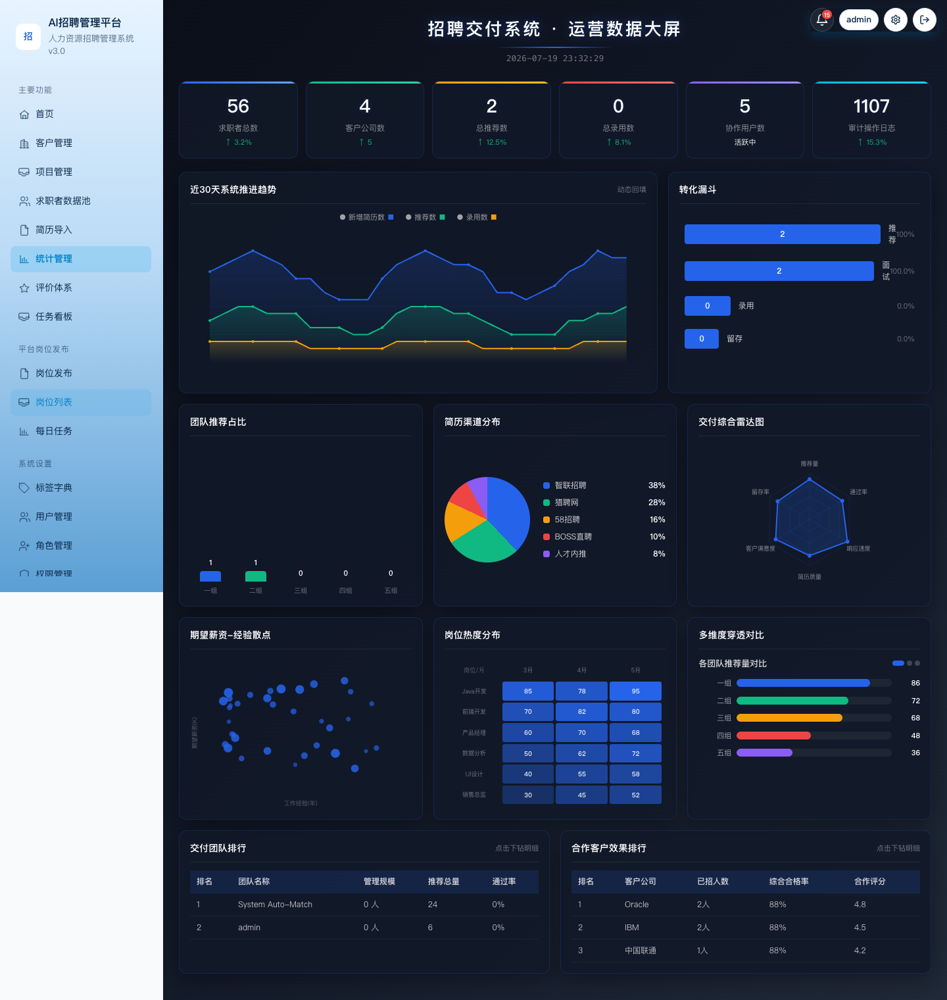 招
AI招聘管理平台
人力资源招聘管理系统
v3.0
主要功能
首页
客户管理
项目管理
求职者数据池
简历导入
统计管理
评价体系
任务看板
平台岗位发布
岗位发布
岗位列表
每日任务
系统设置
标签字典
用户管理
角色管理
权限管理
招聘交付系统 · 运营数据大屏
2026-07-19 23:32:29
15
admin
56
求职者总数
↑ 3.2%
4
客户公司数
↑ 5
2
总推荐数
↑ 12.5%
0
总录用数
↑ 8.1%
5
协作用户数
活跃中
1107
审计操作日志
↑ 15.3%
近30天系统推进趋势
动态回填
新增简历数
推荐数
录用数
转化漏斗
2
推荐
100%
2
面试
100.0%
0
录用
0.0%
0
留存
0.0%
团队推荐占比
1
1
0
0
0
一组
二组
三组
四组
五组
简历渠道分布
智联招聘 38%
猎聘网 28%
58招聘 16%
BOSS直聘 10%
人才内推 8%
交付综合雷达图
推荐量
通过率
响应速度
简历质量
客户满意度
留存率
期望薪资-经验散点
期望薪资(K)
工作经验(年)
岗位热度分布
岗位/月 3月 4月 5月
Java开发 85 78 95
前端开发 70 82 80
产品经理 60 70 68
数据分析 50 62 72
UI设计 40 55 58
销售总监 30 45 52
多维度穿透对比
各团队推荐量对比
一组 86
二组 72
三组 68
四组 48
五组 36
交付团队排行
点击下钻明细
排名 团队名称 管理规模 推荐总量 通过率
1 System Auto-Match 0 人 24 0%
2 admin 0 人 6 0%
合作客户效果排行
点击下钻明细
排名 客户公司 已招人数 综合合格率 合作评分
1 Oracle 2人 88% 4.8
2 IBM 2人 88% 4.5
3 中国联通 1人 88% 4.2